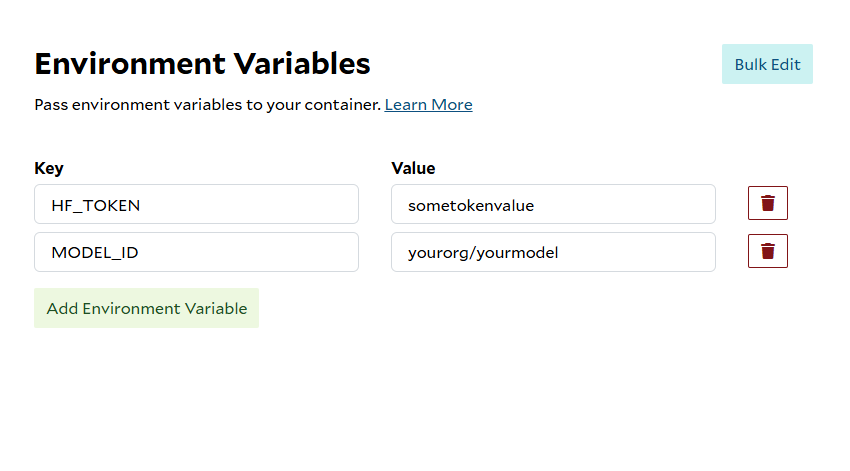 Environment Variables
Bulk Edit
Pass environment variables to your container. Learn More
Key Value
HF_TOKEN sometokenvalue
MODEL_ID yourorg/yourmodel
Add Environment Variable